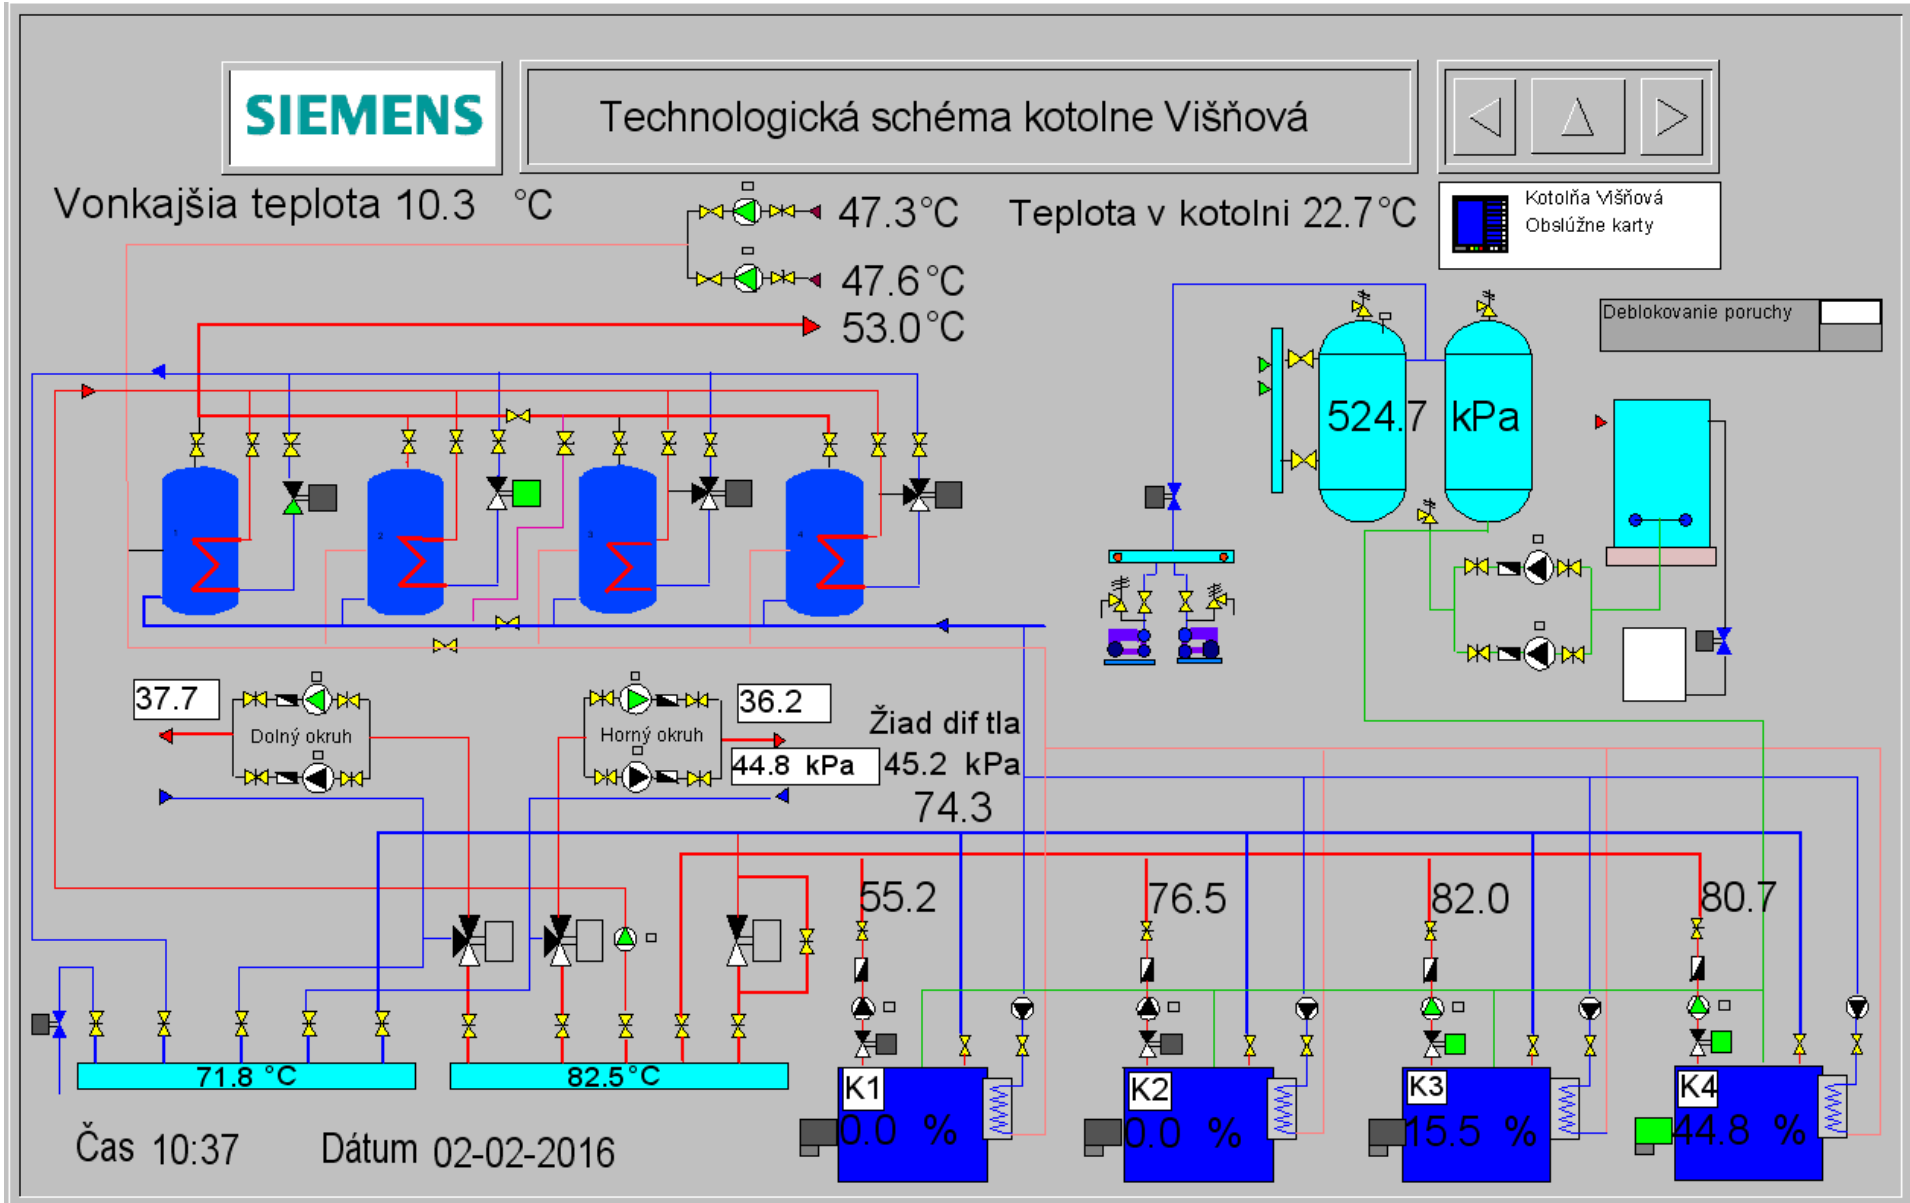 SIEMENS
Technologická schéma kotolne Višňová
Vonkajšia teplota 10.3 °C
47.3°C
Teplota v kotolni 22.7°C
Kotolňa Višňová
Obslúžne karty
47.6°C
53.0°C
Deblokovanie poruchy
524.7 kPa
1
2
3
4
37.7
Dolný okruh
36.2
Horný okruh
44.8 kPa
Žiad dif tla
45.2 kPa
74.3
55.2
76.5
82.0
80.7
71.8 °C
82.5°C
K1
0.0 %
K2
0.0 %
K3
15.5 %
K4
44.8 %
Čas 10:37
Dátum 02-02-2016